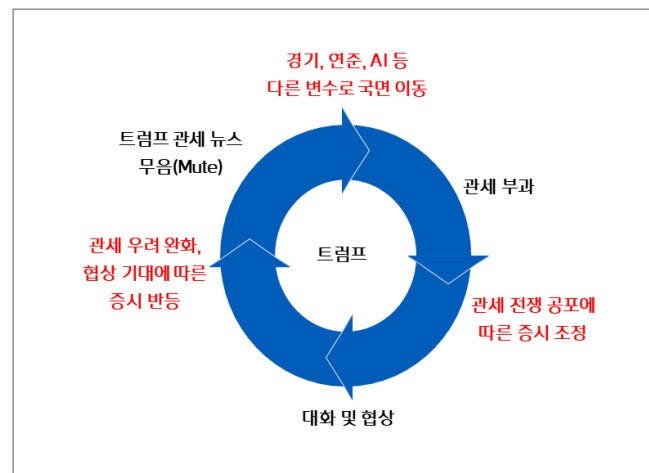 경기, 연준, AI 등
다른 변수로 국면 이동
트럼프 관세 뉴스
무음(Mute)
관세 부과
관세 우려 완화,
협상 기대에 따른
증시 반등
트럼프
관세 전쟁 공포에
따른 증시 조정
대화 및 협상